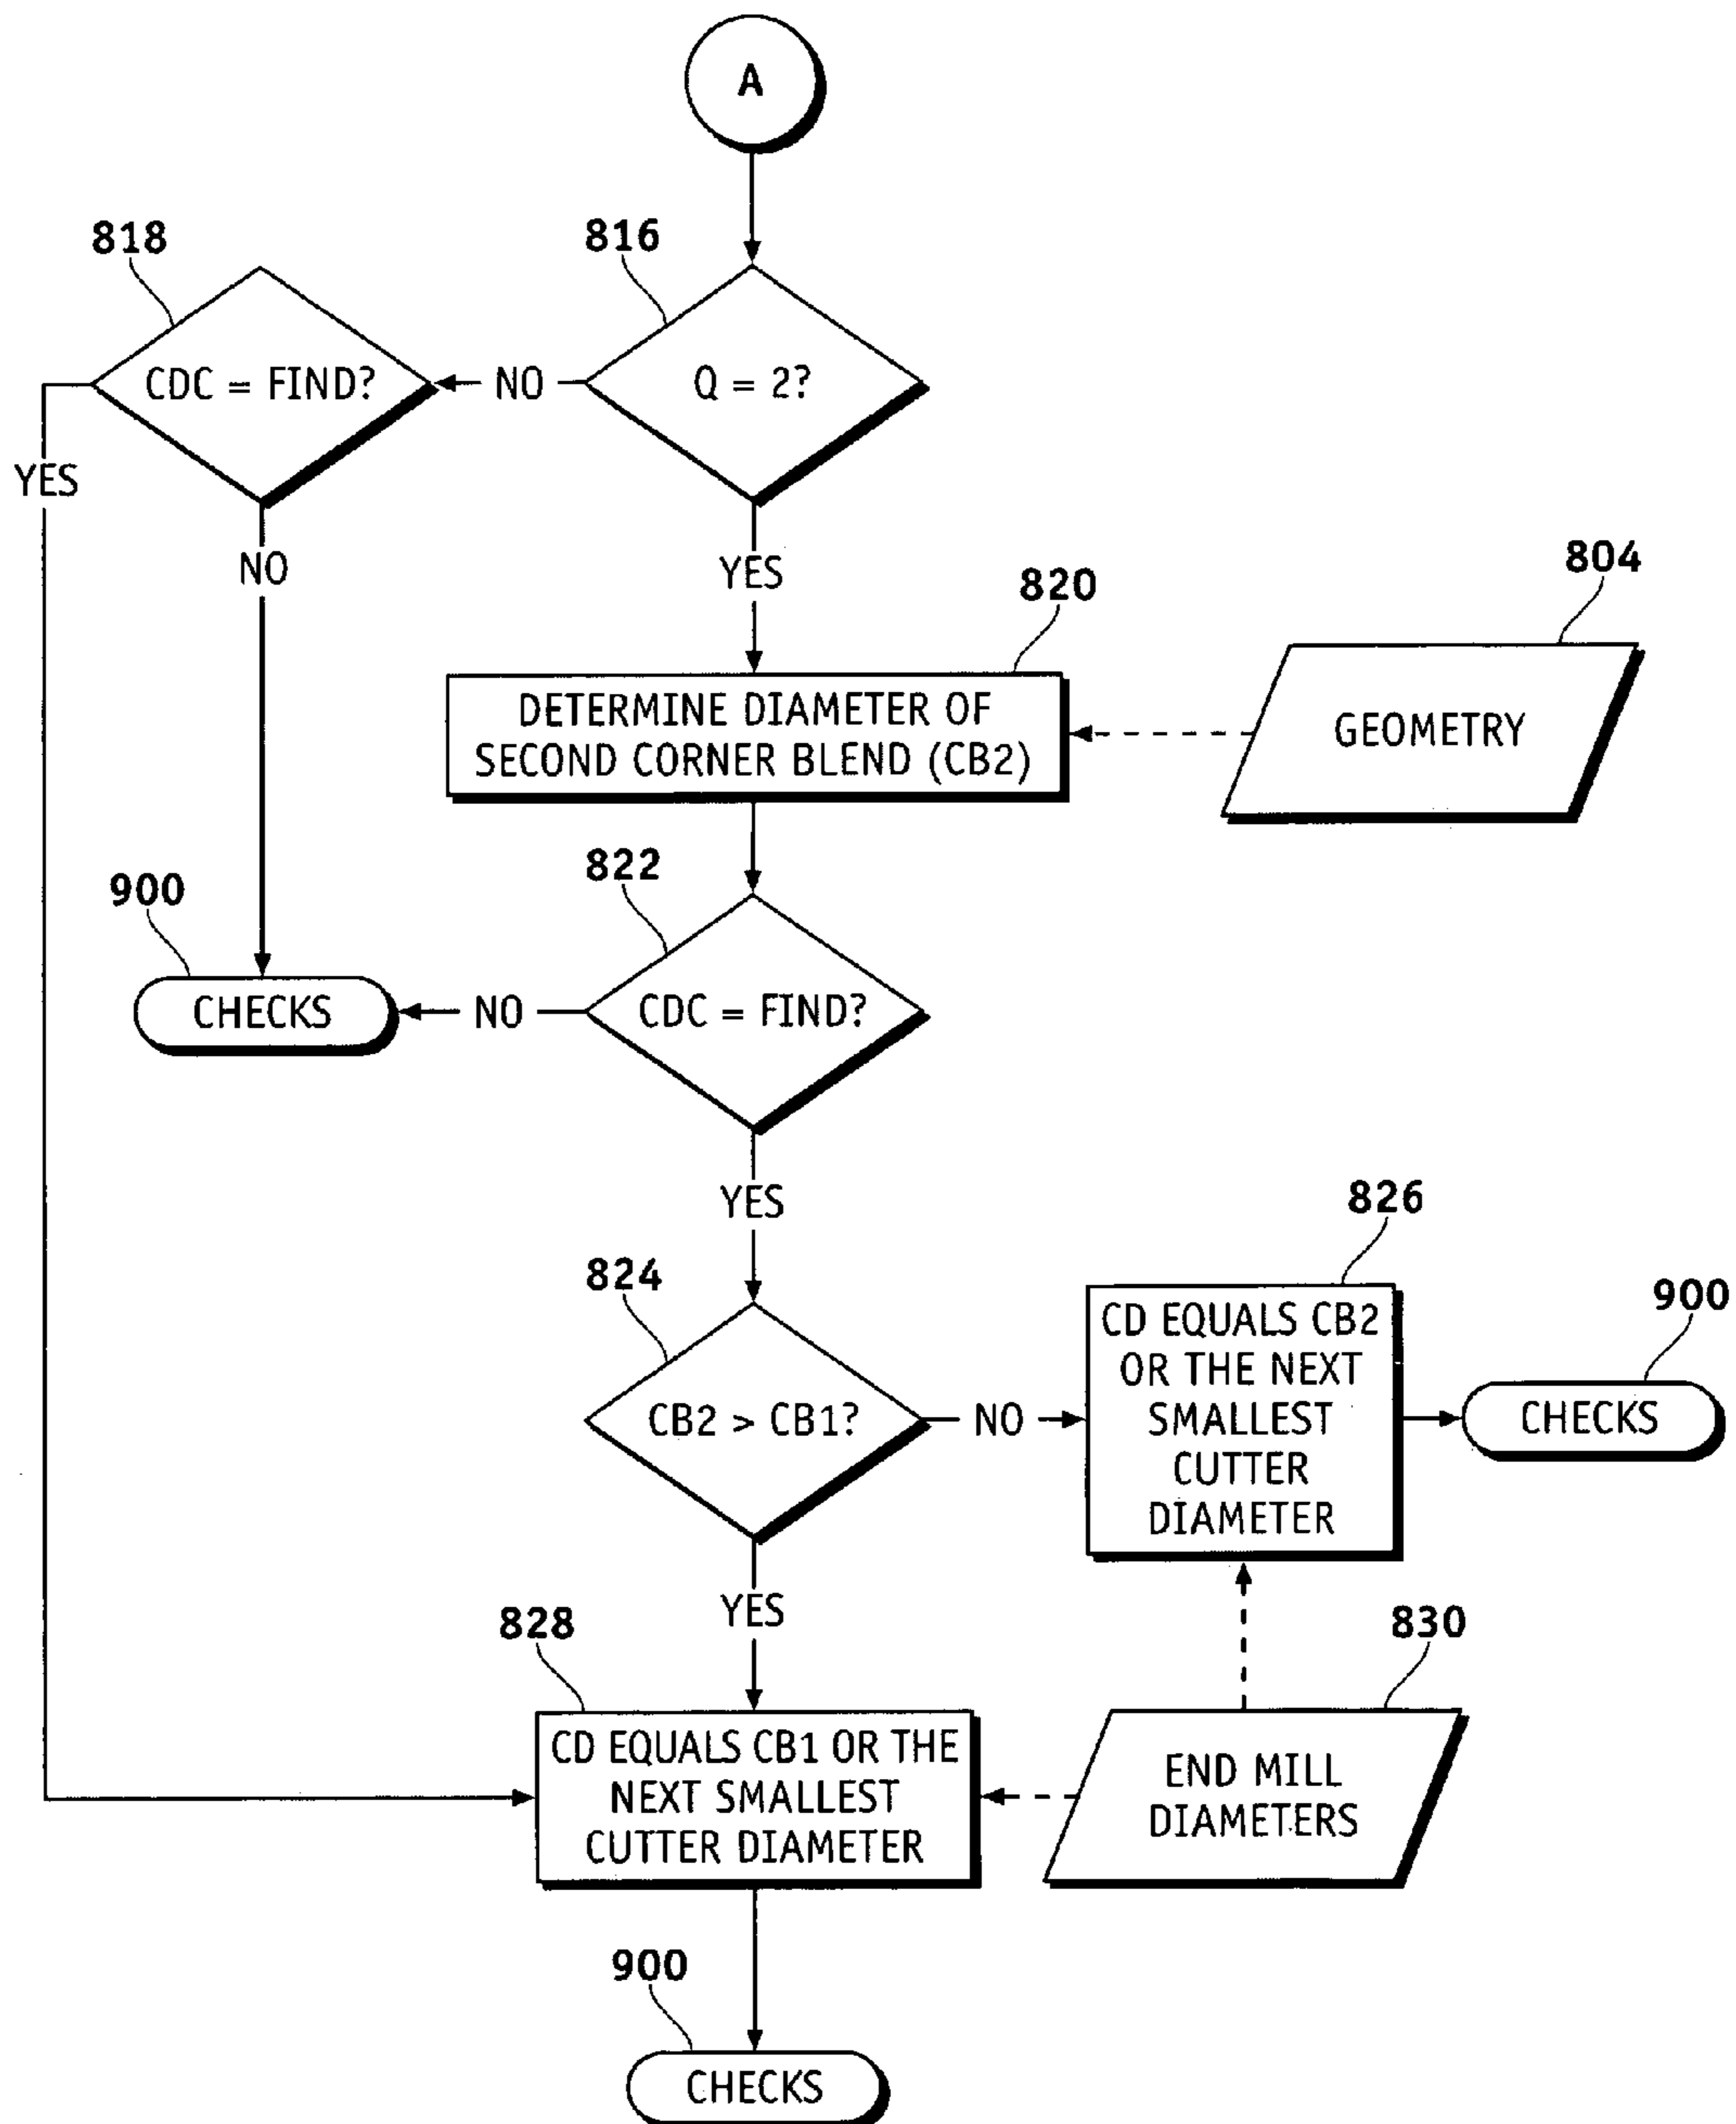 A
818
816
CDC = FIND?
NO
Q = 2?
YES
NO
YES
820
804
DETERMINE DIAMETER OF
SECOND CORNER BLEND (CB2)
GEOMETRY
822
900
CHECKS
NO
CDC = FIND?
YES
826
824
900
CD EQUALS CB2
OR THE NEXT
SMALLEST
CUTTER
DIAMETER
CB2 > CB1?
NO
CHECKS
YES
828
830
CD EQUALS CB1 OR THE
NEXT SMALLEST
CUTTER DIAMETER
END MILL
DIAMETERS
900
CHECKS